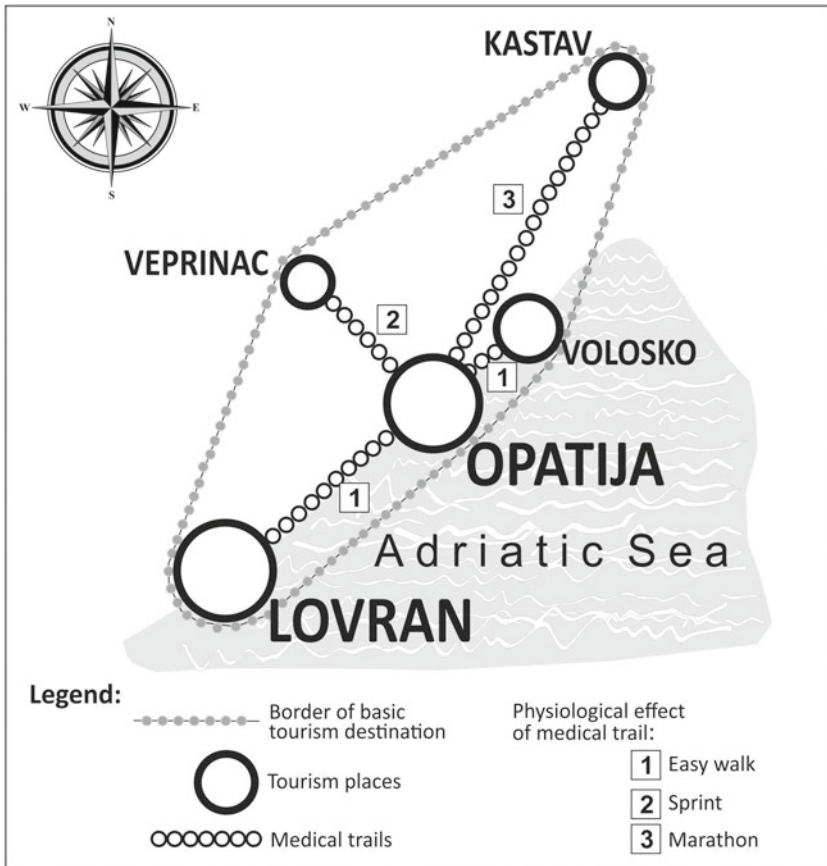 N
W
E
S
KASTAV
3
VEPRINAC
2
VOLOSKO
1
OPATIJA
1
Adriatic Sea
LOVRAN
Legend:
Border of basic
tourism destination
Tourism places
Medical trails
Physiological effect
of medical trail:
1 Easy walk
2 Sprint
3 Marathon